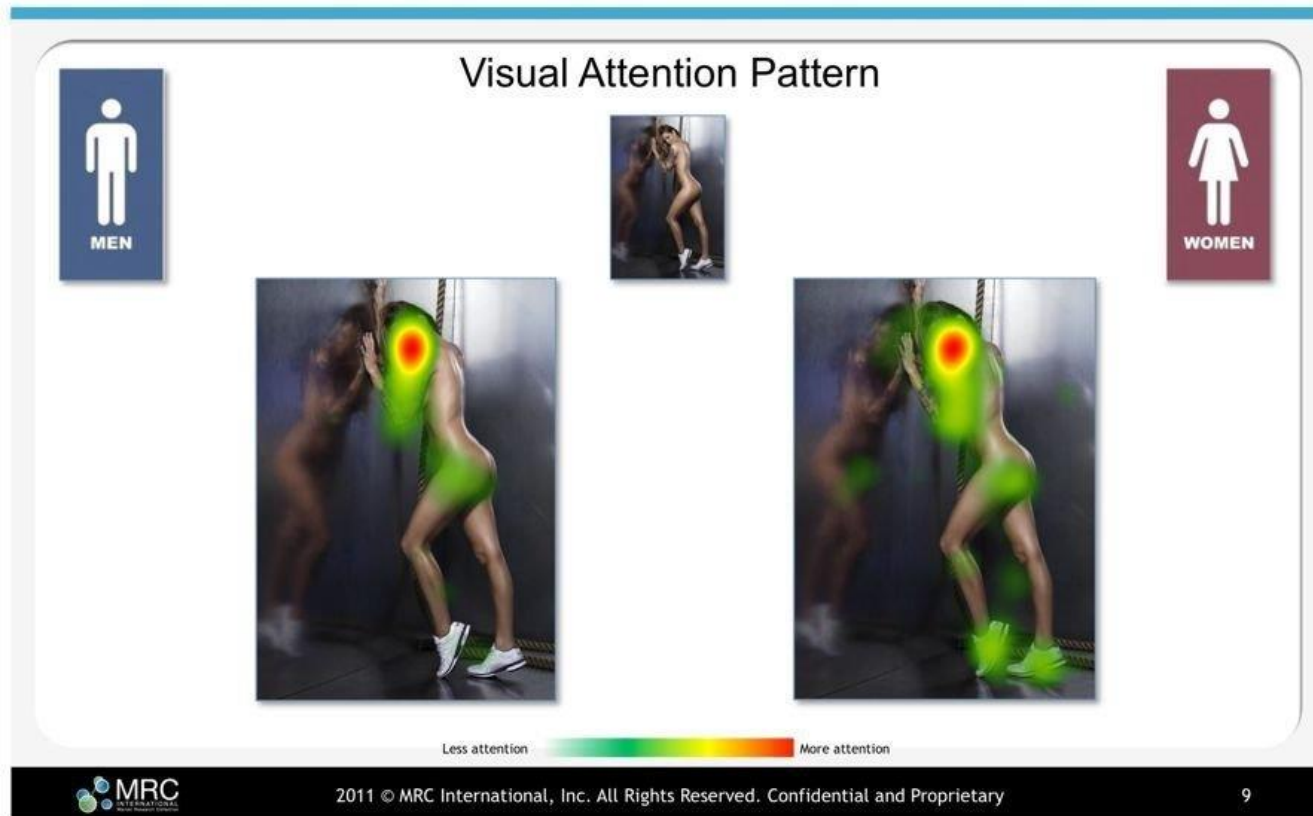 Visual Attention Pattern
MEN
WOMEN
Less attention
More attention
MRC
INTERNATIONAL
2011 © MRC International, Inc. All Rights Reserved. Confidential and Proprietary
9